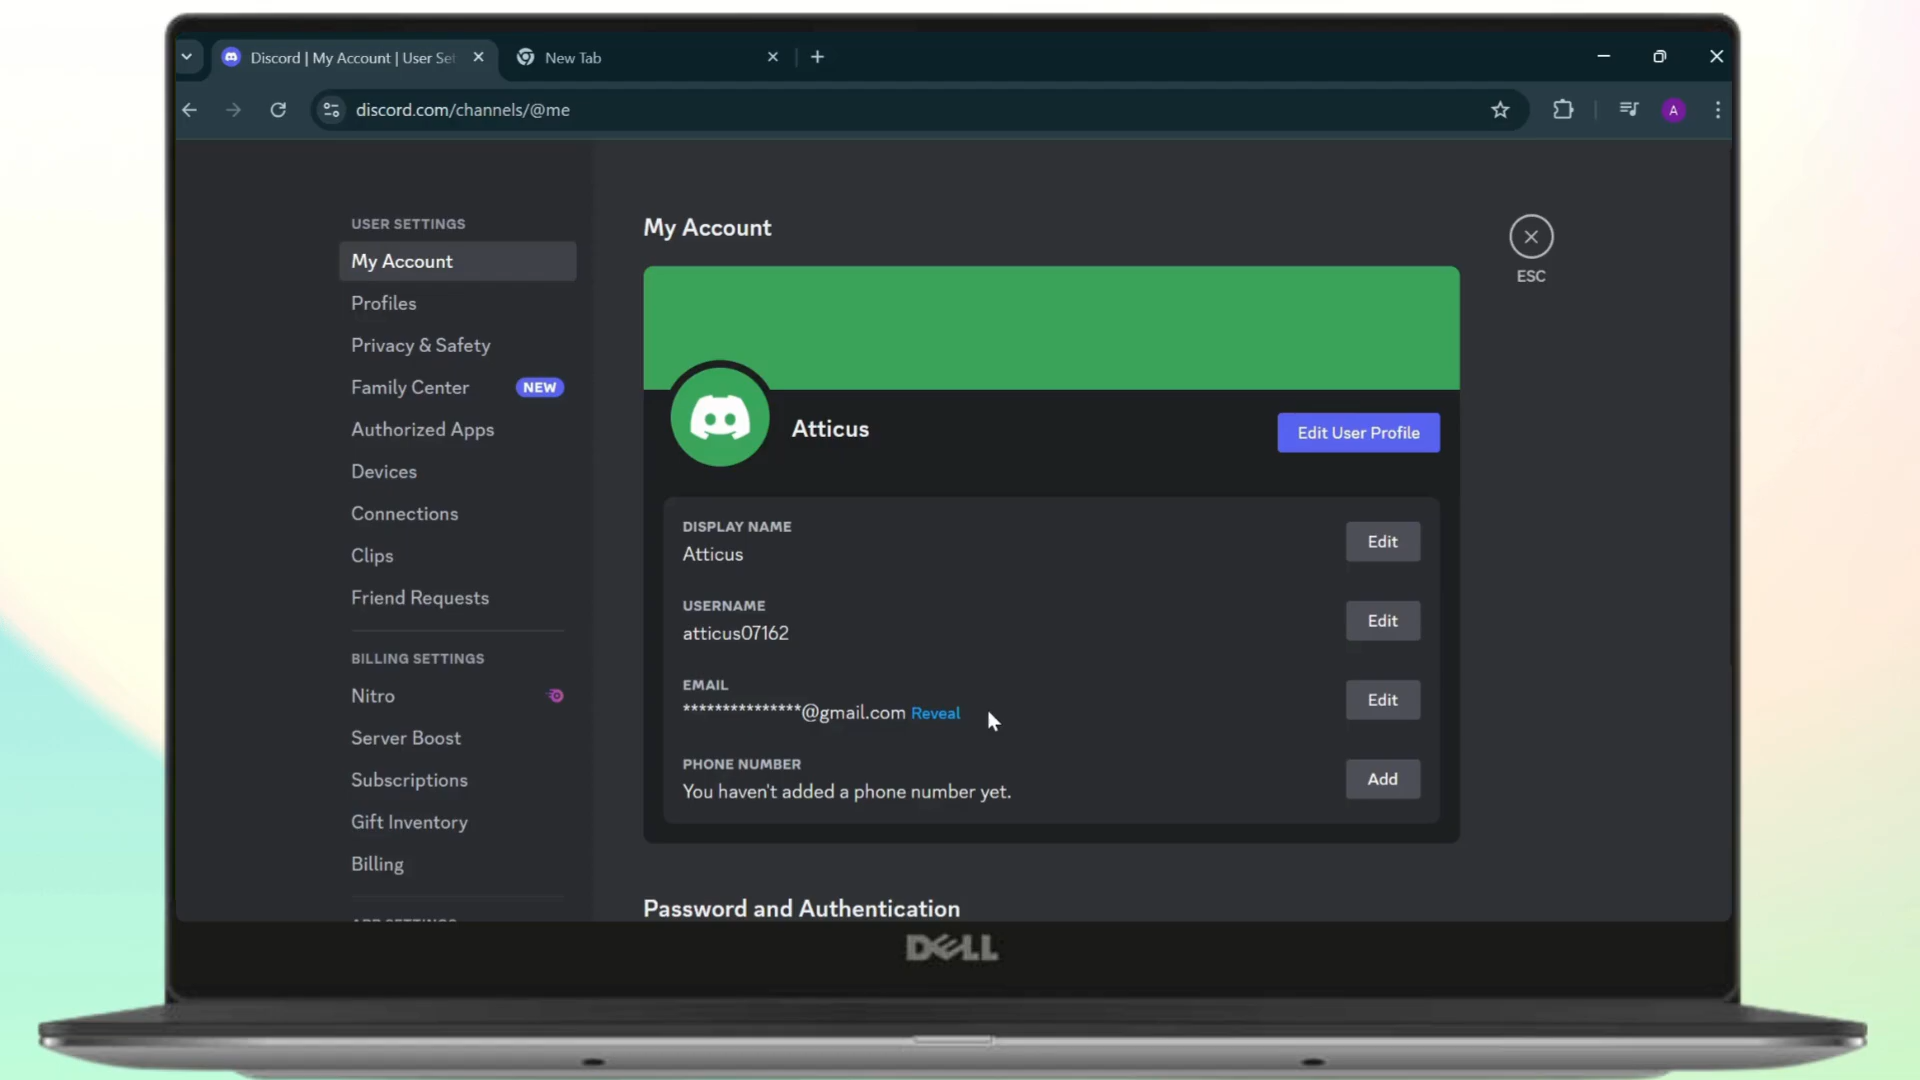 Discord | My Account | User Set
New Tab
discord.com/channels/@me
A
USER SETTINGS
My Account
Profiles
Privacy & Safety
Family Center NEW
Authorized Apps
Devices
Connections
Clips
Friend Requests
BILLING SETTINGS
Nitro
Server Boost
Subscriptions
Gift Inventory
Billing
APP SETTINGS
My Account
ESC
Atticus
Edit User Profile
DISPLAY NAME
Atticus
Edit
USERNAME
atticus07162
Edit
EMAIL
***************@gmail.com Reveal
Edit
PHONE NUMBER
You haven't added a phone number yet.
Add
Password and Authentication
DELL